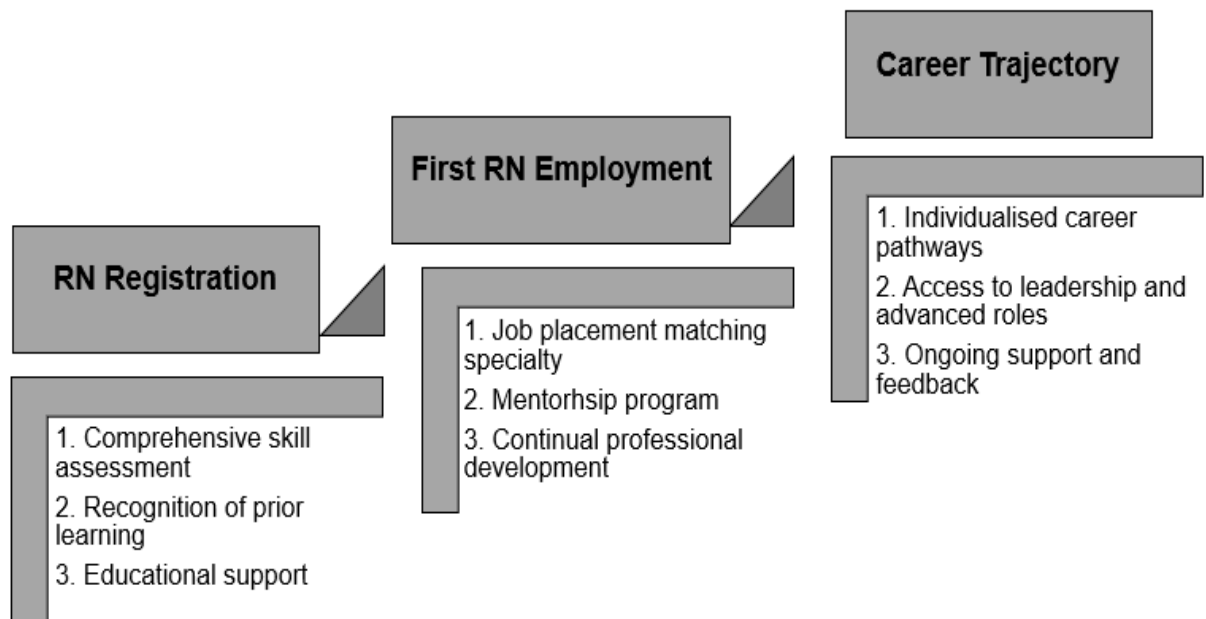 RN Registration
1. Comprehensive skill
assessment
2. Recognition of prior
learning
3. Educational support
First RN Employment
1. Job placement matching
specialty
2. Mentorhsip program
3. Continual professional
development
Career Trajectory
1. Individualised career
pathways
2. Access to leadership and
advanced roles
3. Ongoing support and
feedback